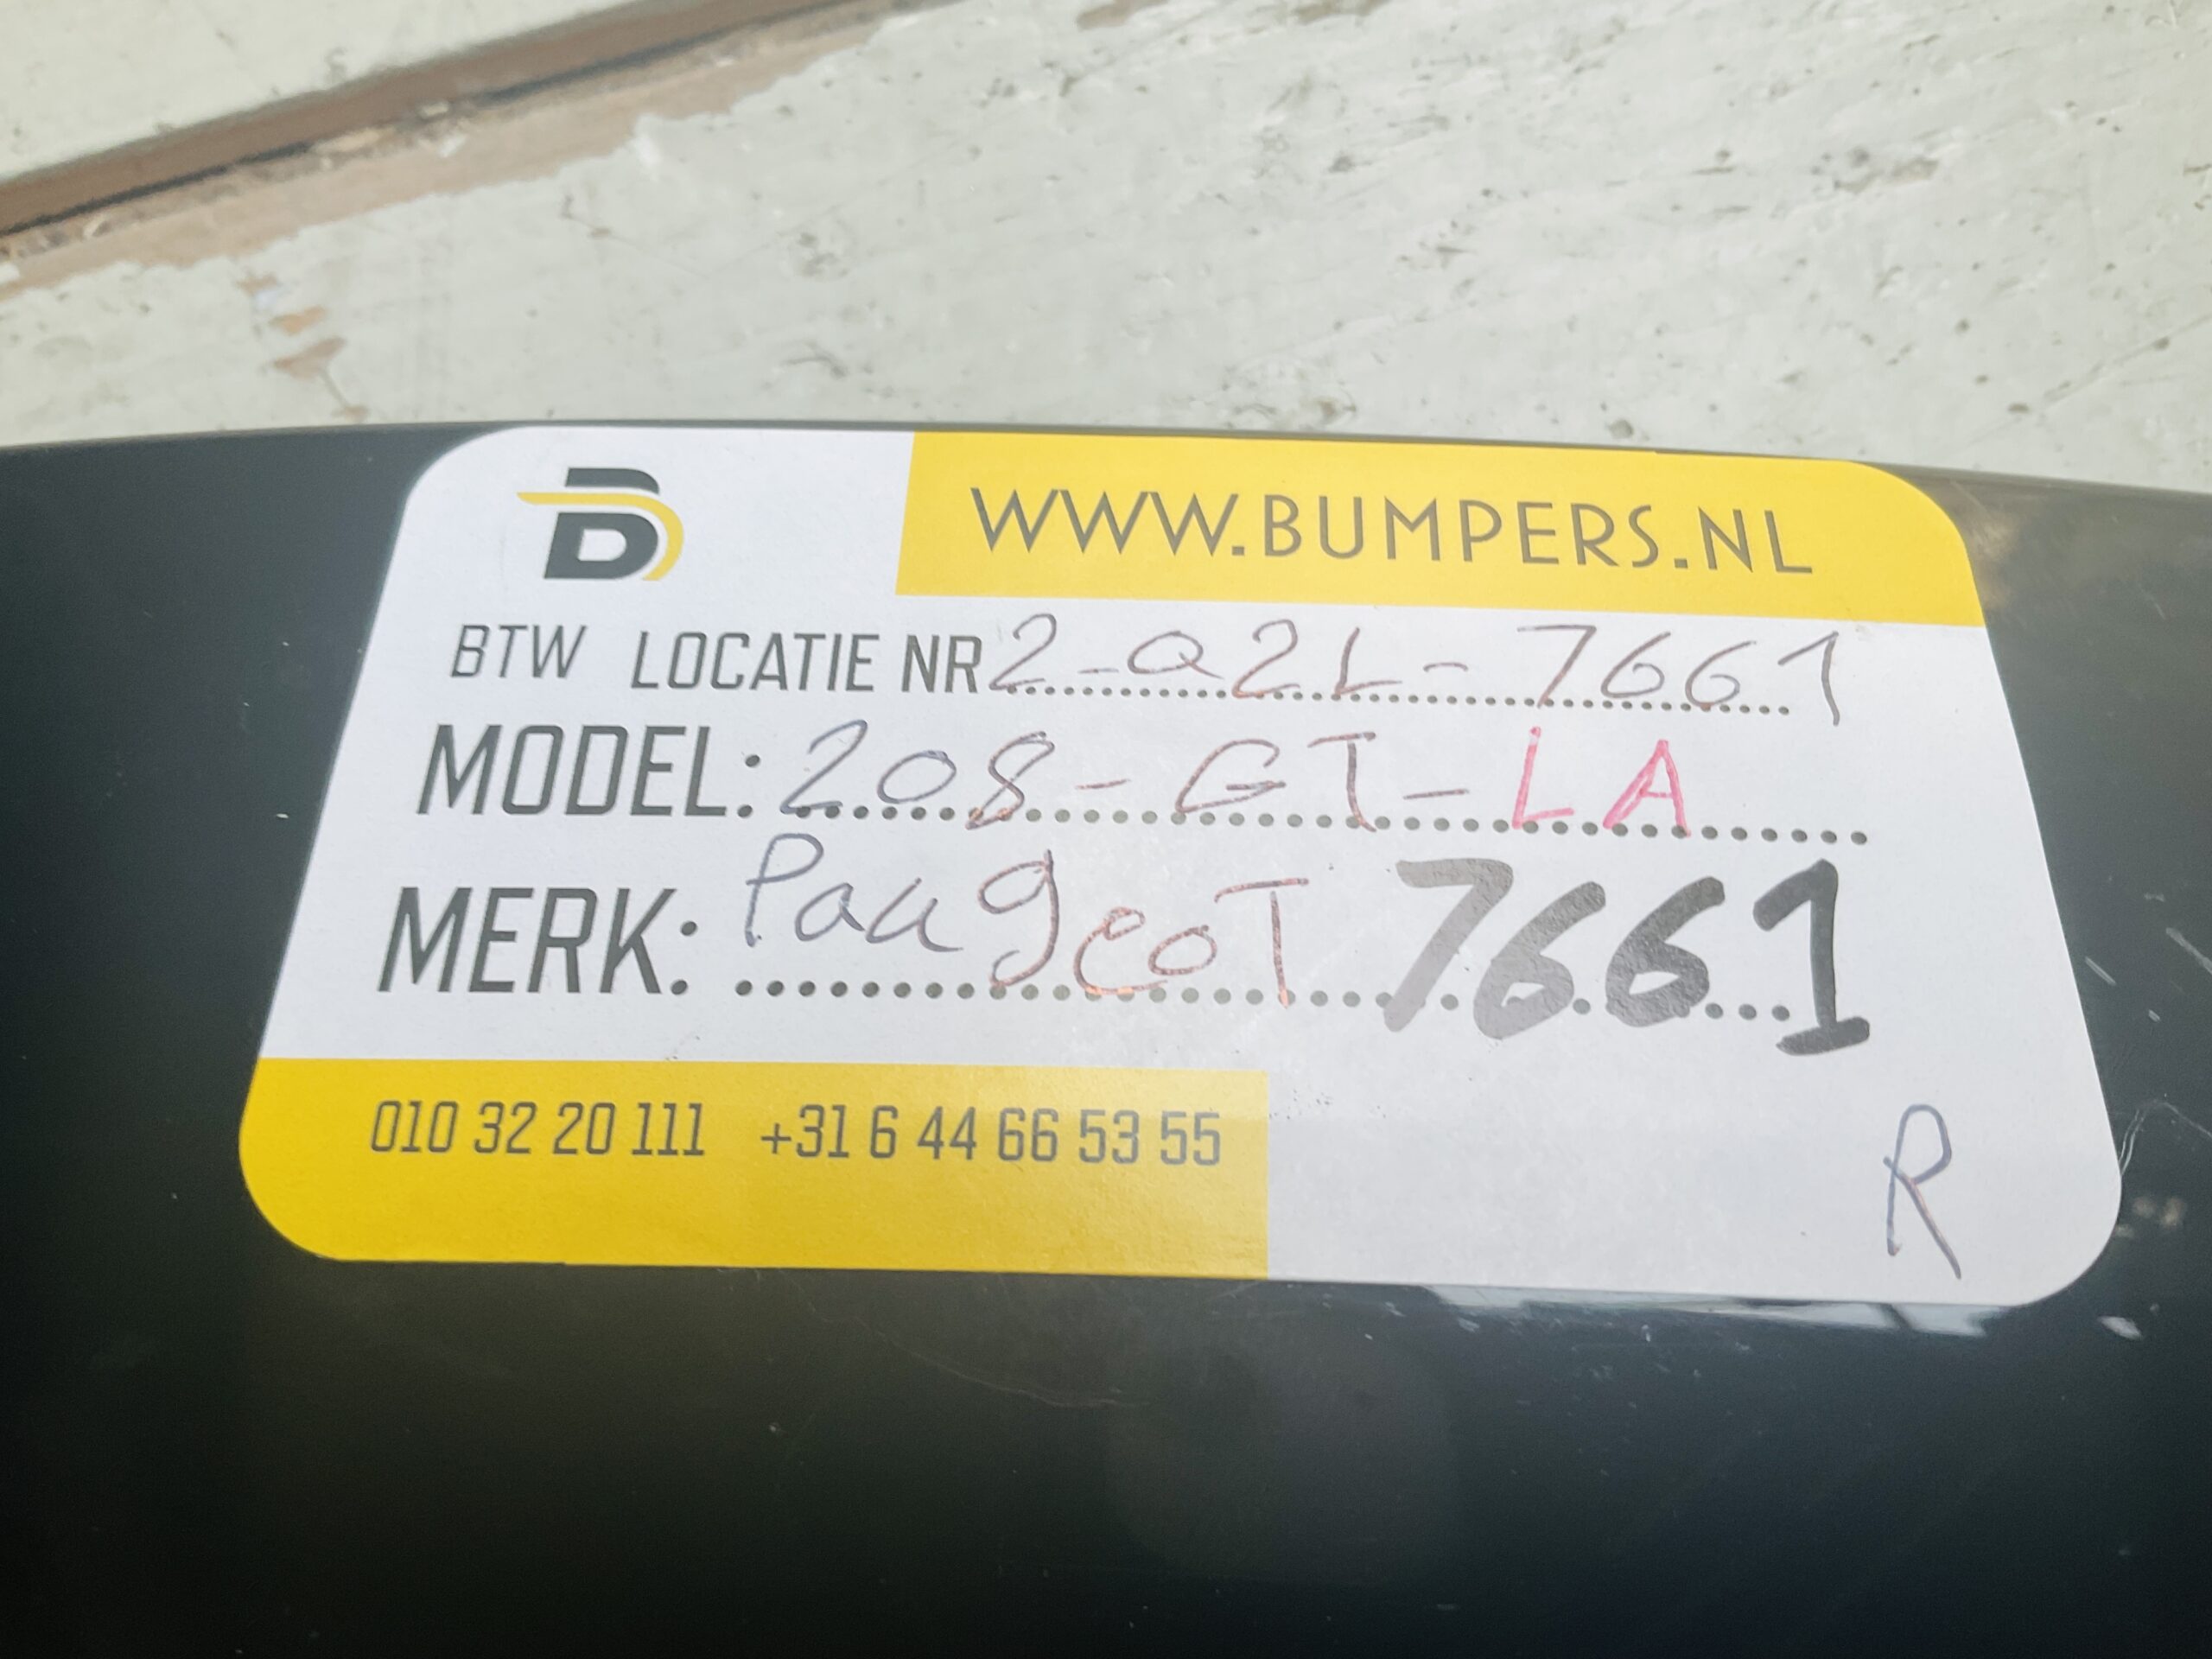 B
WWW.BUMPERS.NL
BTW LOCATIE NR 2-Q2L-7661
MODEL: 208-GT-LA
MERK: PaugeoT 7661
010 32 20 111 +31 6 44 66 53 55
R